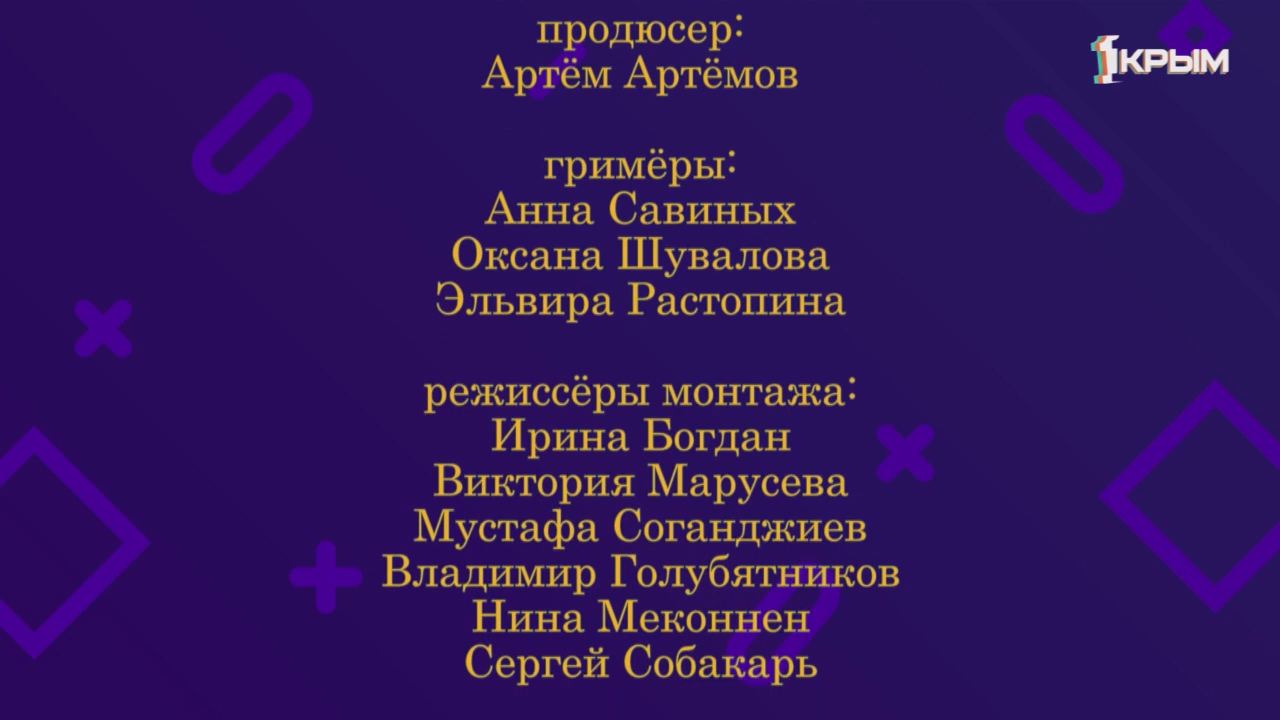 продюсер:
Артём Артёмов
1КРЫМ
гримёры:
Анна Савиных
Оксана Шувалова
Эльвира Растопина
режиссёры монтажа:
Ирина Богдан
Виктория Марусева
Мустафа Соганджиев
Владимир Голубятников
Нина Меконнен
Сергей Собакарь